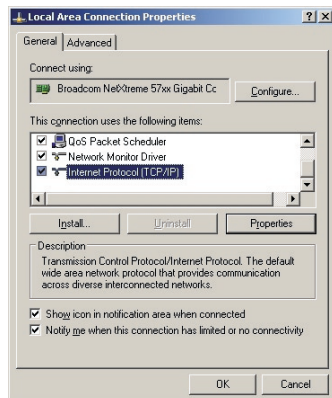 Local Area Connection Properties
General Advanced
Connect using:
Broadcom NetXtreme 57xx Gigabit Cc
Configure...
This connection uses the following items:
QoS Packet Scheduler
Network Monitor Driver
Internet Protocol (TCP/IP)
Install... Uninstall Properties
Description
Transmission Control Protocol/Internet Protocol. The default
wide area network protocol that provides communication
across diverse interconnected networks.
Show icon in notification area when connected
Notify me when this connection has limited or no connectivity
OK Cancel